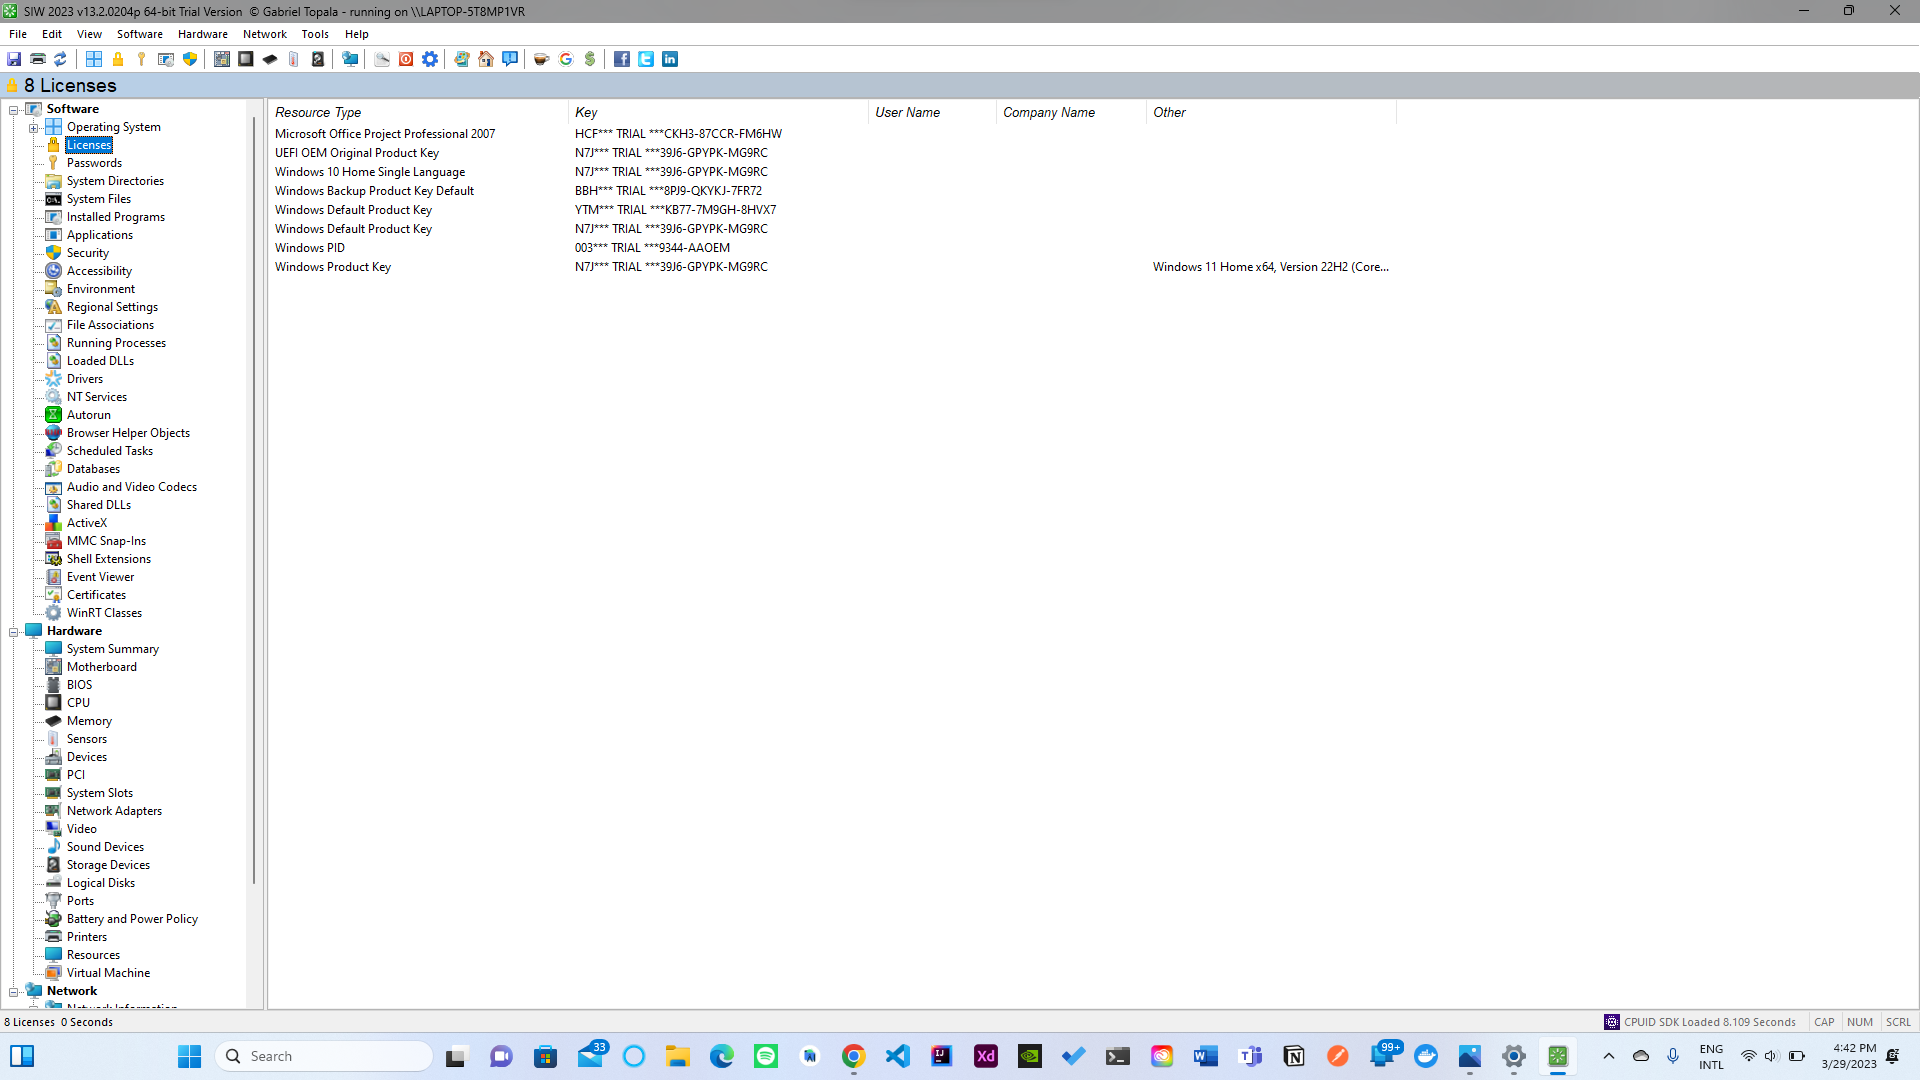 SIW 2023 v13.2.0204p 64-bit Trial Version © Gabriel Topala - running on \\LAPTOP-5T8MP1VR
File Edit View Software Hardware Network Tools Help
8 Licenses
Software
Operating System
Licenses
Passwords
System Directories
System Files
Installed Programs
Applications
Security
Accessibility
Environment
Regional Settings
File Associations
Running Processes
Loaded DLLs
Drivers
NT Services
Autorun
Browser Helper Objects
Scheduled Tasks
Databases
Audio and Video Codecs
Shared DLLs
ActiveX
MMC Snap-Ins
Shell Extensions
Event Viewer
Certificates
WinRT Classes
Hardware
System Summary
Motherboard
BIOS
CPU
Memory
Sensors
Devices
PCI
System Slots
Network Adapters
Video
Sound Devices
Storage Devices
Logical Disks
Ports
Battery and Power Policy
Printers
Resources
Virtual Machine
Network
Network Information
Resource Type Key User Name Company Name Other
Microsoft Office Project Professional 2007 HCF*** TRIAL ***CKH3-87CCR-FM6HW
UEFI OEM Original Product Key N7J*** TRIAL ***39J6-GPYPK-MG9RC
Windows 10 Home Single Language N7J*** TRIAL ***39J6-GPYPK-MG9RC
Windows Backup Product Key Default BBH*** TRIAL ***8PJ9-QKYKJ-7FR72
Windows Default Product Key YTM*** TRIAL ***KB77-7M9GH-8HVX7
Windows Default Product Key N7J*** TRIAL ***39J6-GPYPK-MG9RC
Windows PID 003*** TRIAL ***9344-AAOEM
Windows Product Key N7J*** TRIAL ***39J6-GPYPK-MG9RC Windows 11 Home x64, Version 22H2 (Core...
8 Licenses 0 Seconds
CPUID SDK Loaded 8.109 Seconds CAP NUM SCRL
Search
33
Xd
99+
ENG
INTL
4:42 PM
3/29/2023